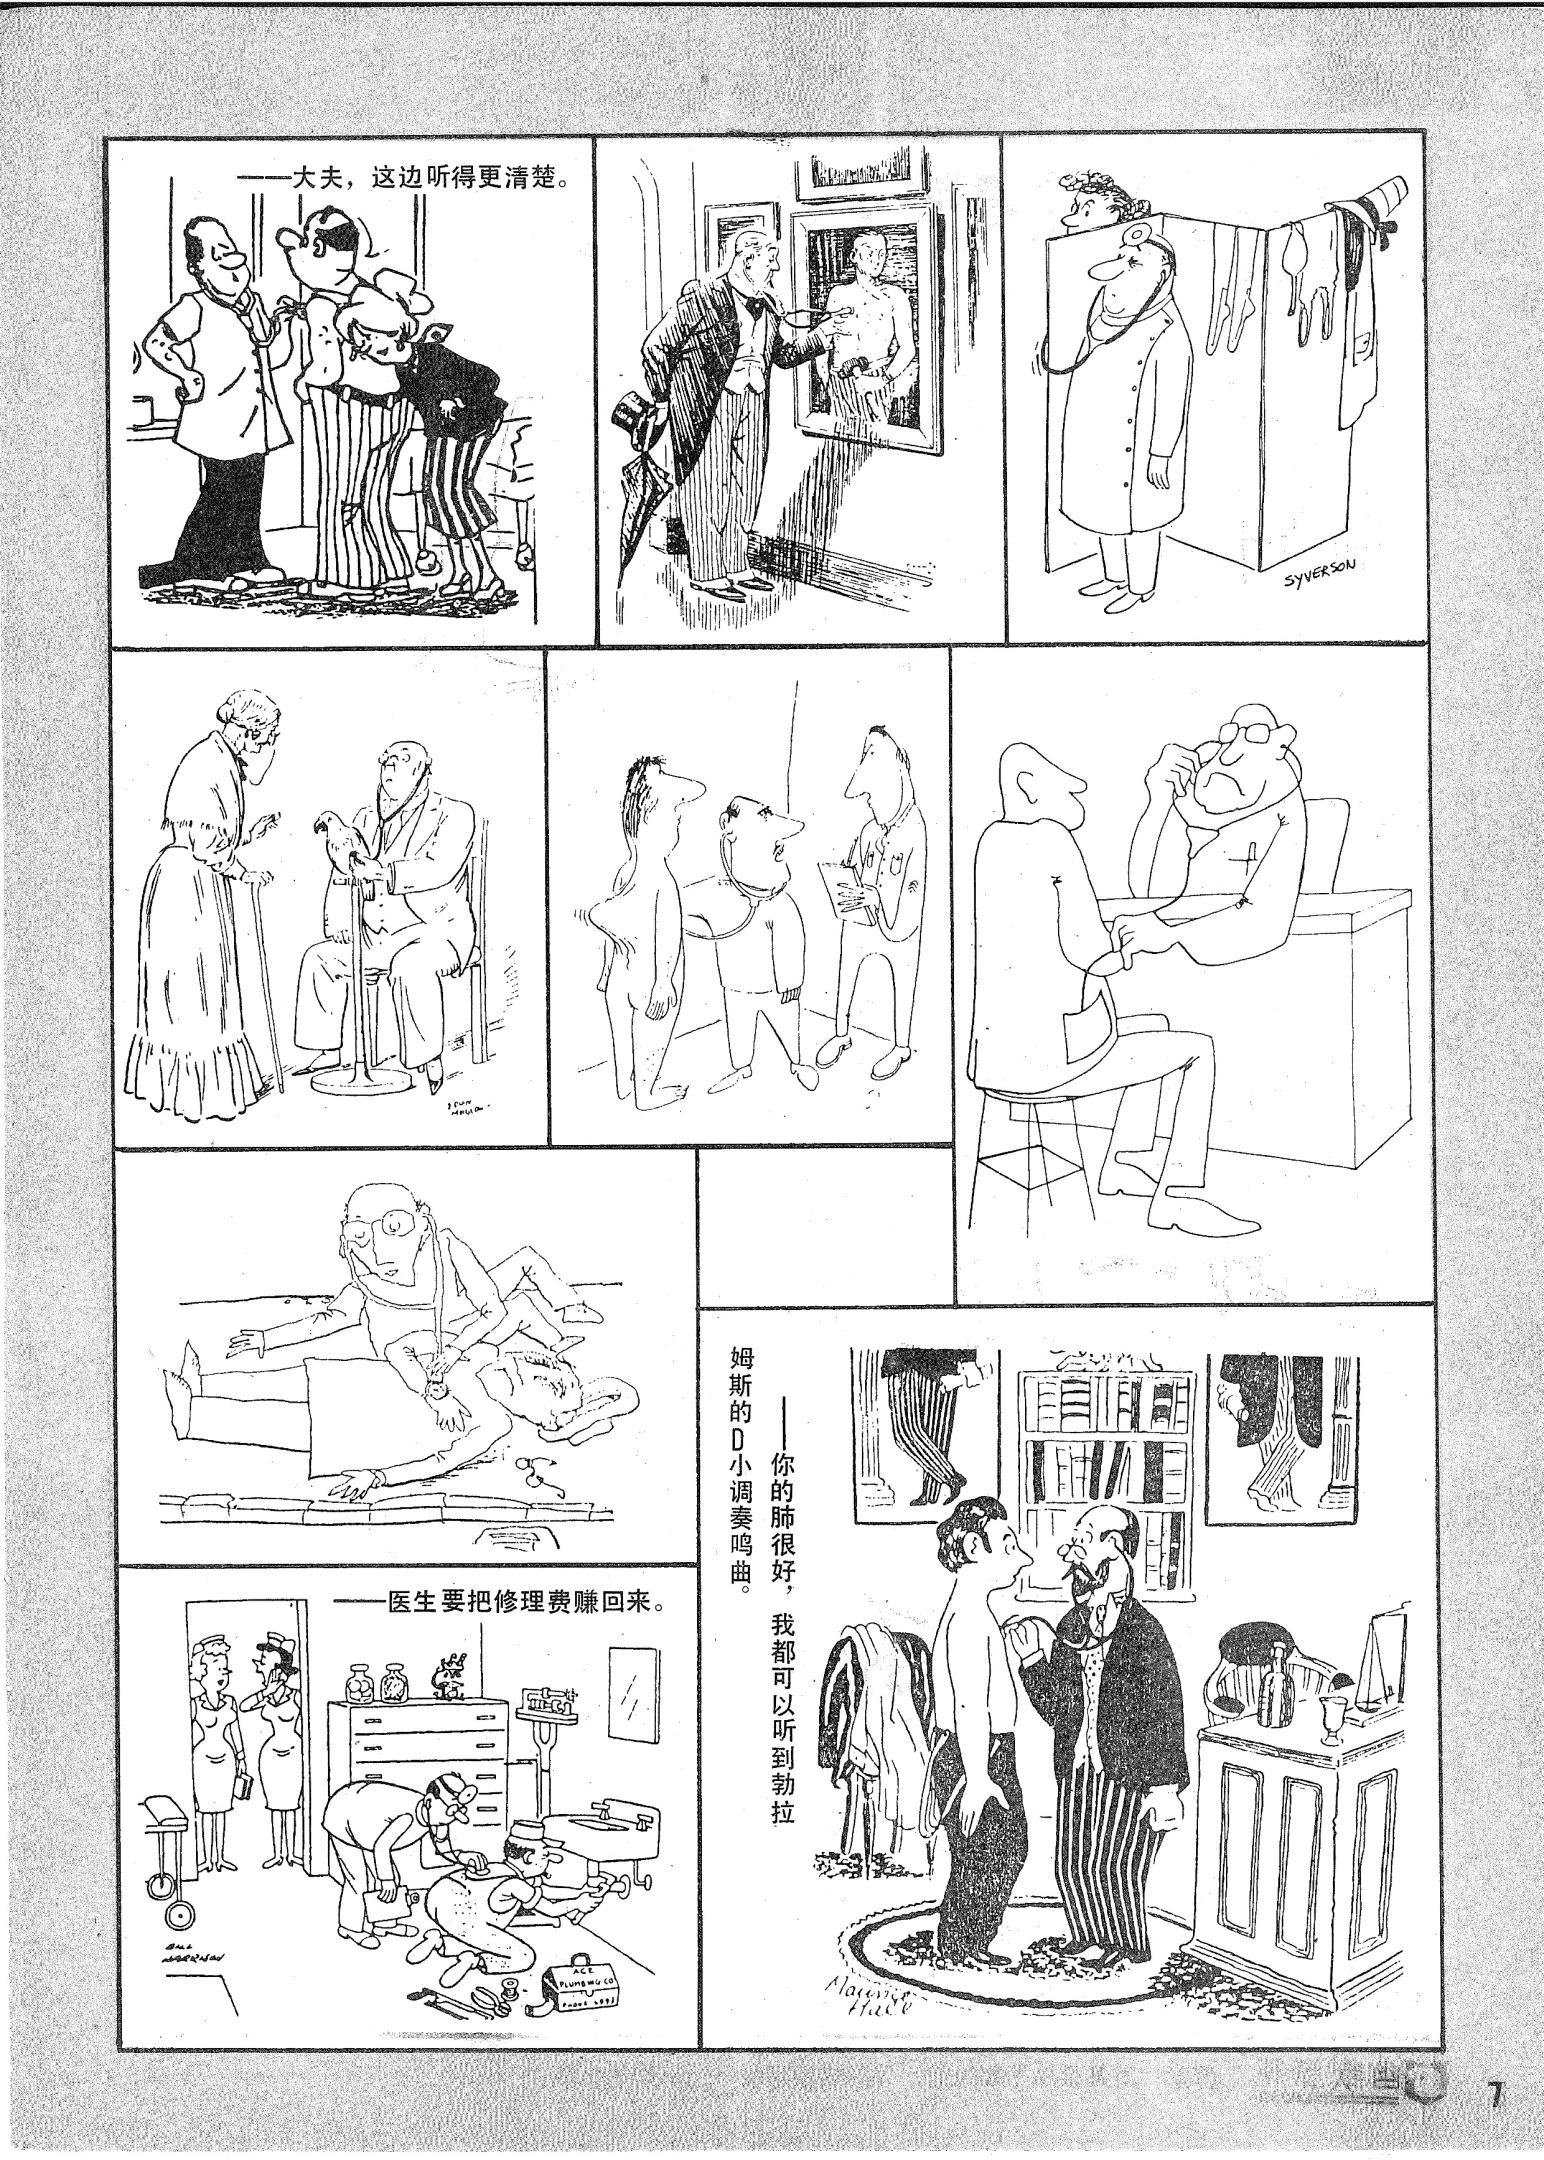 ——大夫，这边听得更清楚。
SYVERSON
——你的肺很好，我都可以听到勃拉
姆斯的D小调奏鸣曲。
——医生要把修理费赚回来。
ACE
PLUMBING CO
Maurice
Hall
7